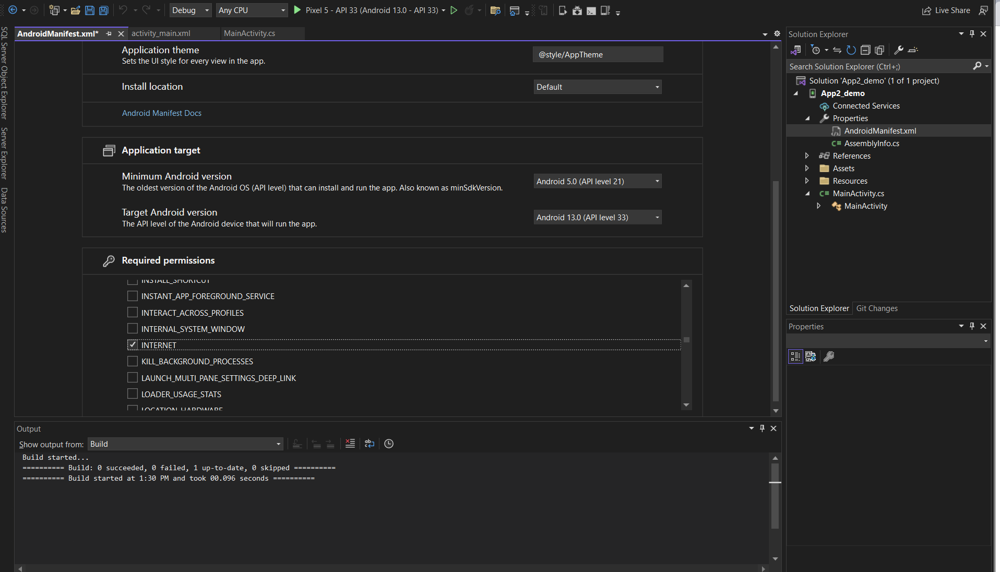 Debug
Any CPU
Pixel 5 - API 33 (Android 13.0 - API 33)
Live Share
SQL Server Object Explorer
Server Explorer
Data Sources
AndroidManifest.xml*
activity_main.xml
MainActivity.cs
Application theme
Sets the UI style for every view in the app.
@style/AppTheme
Install location
Default
Android Manifest Docs
Application target
Minimum Android version
The oldest version of the Android OS (API level) that can install and run the app. Also known as minSdkVersion.
Android 5.0 (API level 21)
Target Android version
The API level of the Android device that will run the app.
Android 13.0 (API level 33)
Required permissions
INSTALL_SHORTCUT
INSTANT_APP_FOREGROUND_SERVICE
INTERACT_ACROSS_PROFILES
INTERNAL_SYSTEM_WINDOW
INTERNET
KILL_BACKGROUND_PROCESSES
LAUNCH_MULTI_PANE_SETTINGS_DEEP_LINK
LOADER_USAGE_STATS
LOCATION_HARDWARE
Output
Show output from:
Build
Build started...
========== Build: 0 succeeded, 0 failed, 1 up-to-date, 0 skipped ==========
========== Build started at 1:30 PM and took 00.096 seconds ==========
Solution Explorer
Search Solution Explorer (Ctrl+;)
Solution 'App2_demo' (1 of 1 project)
App2_demo
Connected Services
Properties
AndroidManifest.xml
C# AssemblyInfo.cs
References
Assets
Resources
C# MainActivity.cs
MainActivity
Solution Explorer
Git Changes
Properties